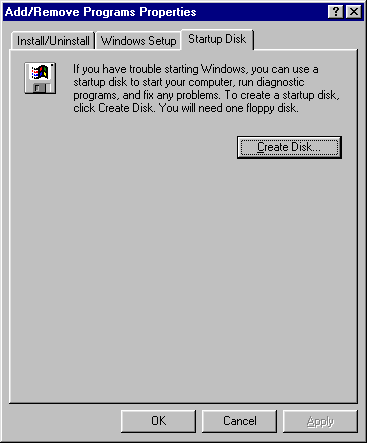 Add/Remove Programs Properties
Install/Uninstall Windows Setup Startup Disk
If you have trouble starting Windows, you can use a
startup disk to start your computer, run diagnostic
programs, and fix any problems. To create a startup disk,
click Create Disk. You will need one floppy disk.
Create Disk...
OK Cancel Apply